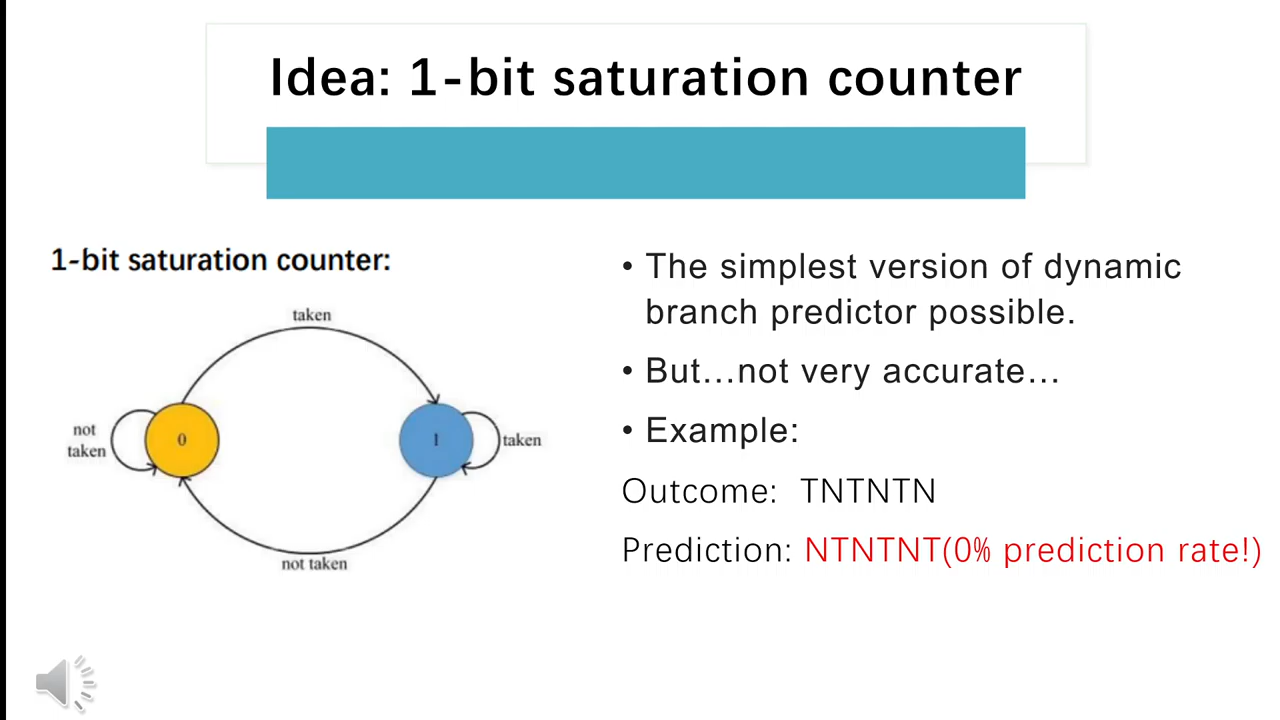 Idea: 1-bit saturation counter
1-bit saturation counter:
taken
not
taken
0
1
taken
not taken
• The simplest version of dynamic
branch predictor possible.
• But…not very accurate…
• Example:
Outcome: TNTNTN
Prediction: NTNTNT(0% prediction rate!)